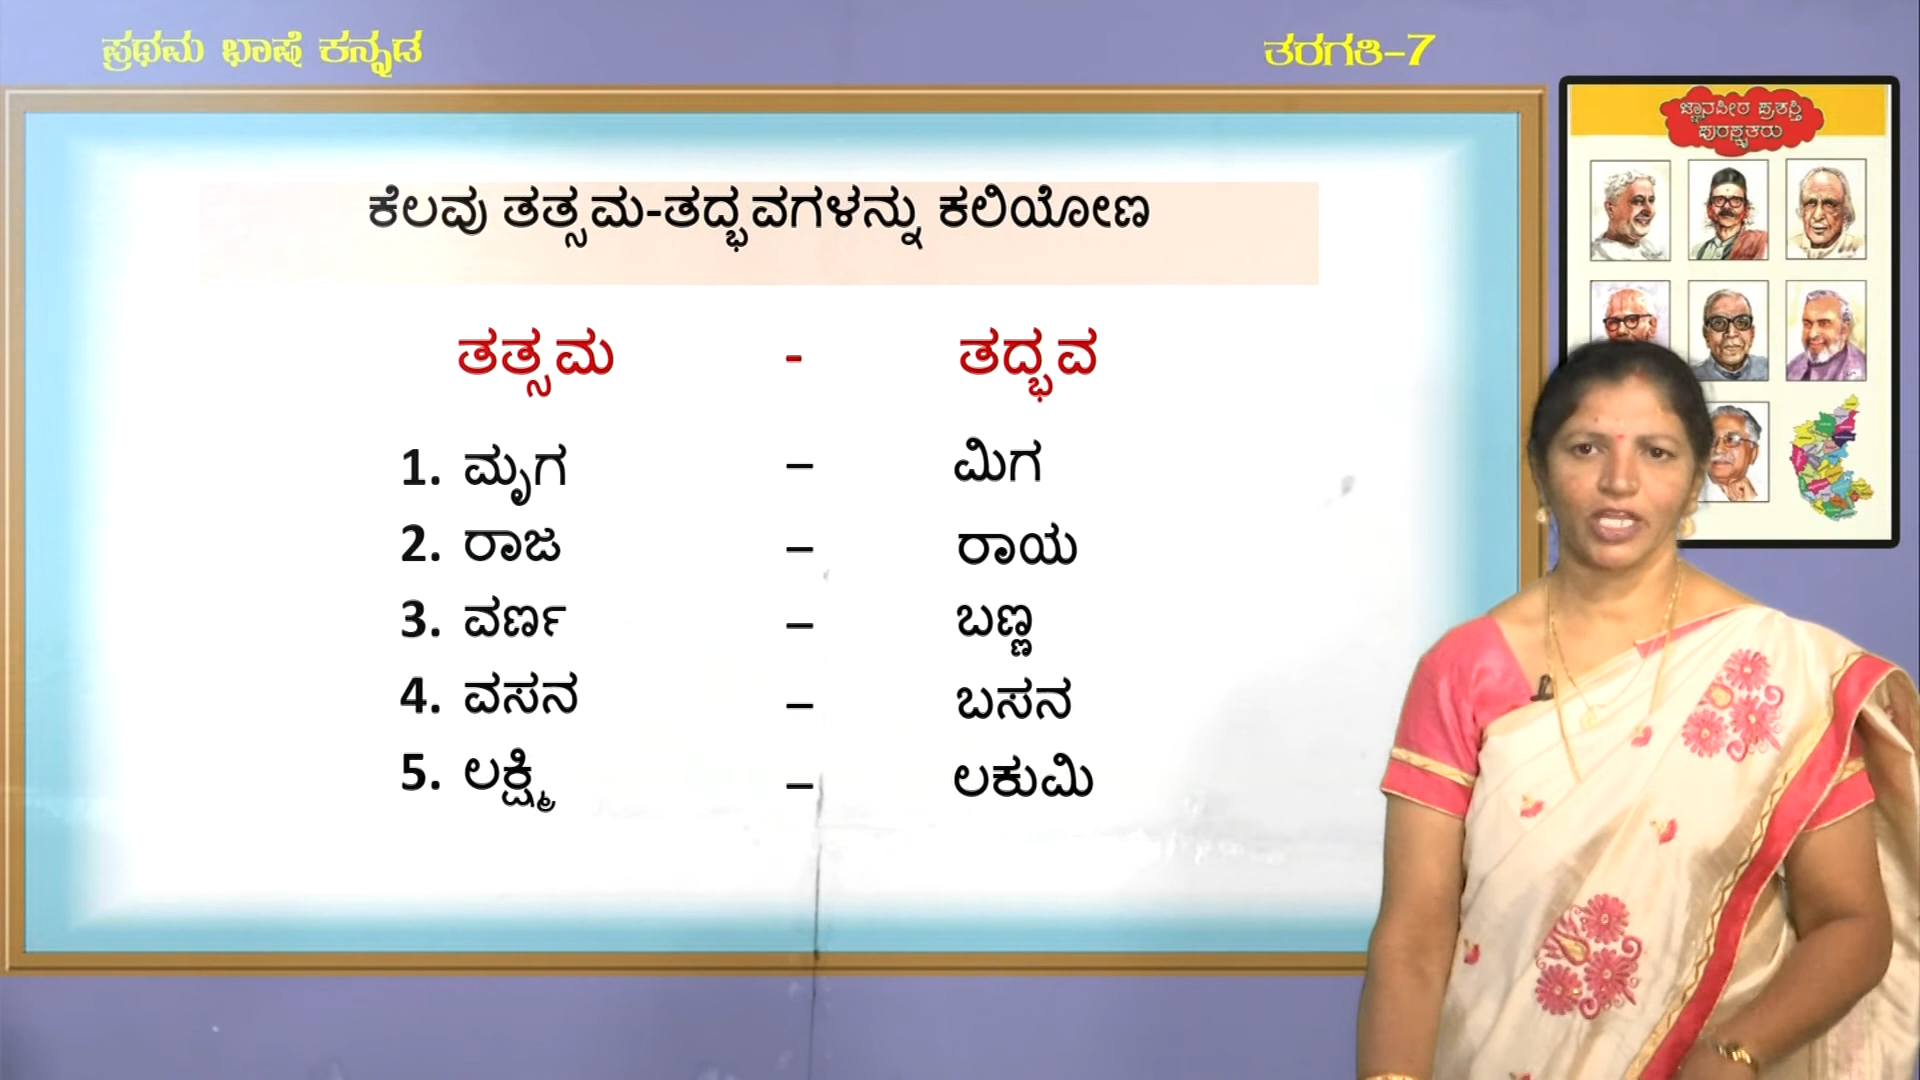 ಪ್ರಥಮ ಭಾಷೆ ಕನ್ನಡ
ತರಗತಿ-7
ಜ್ಞಾನಪೀಠ ಪ್ರಶಸ್ತಿ
ಪುರಸ್ಕೃತರು
ಕೆಲವು ತತ್ಸಮ-ತದ್ಭವಗಳನ್ನು ಕಲಿಯೋಣ
ತತ್ಸಮ - ತದ್ಭವ
1. ಮೃಗ – ಮಿಗ
2. ರಾಜ – ರಾಯ
3. ವರ್ಣ – ಬಣ್ಣ
4. ವಸನ – ಬಸನ
5. ಲಕ್ಷ್ಮಿ – ಲಕುಮಿ